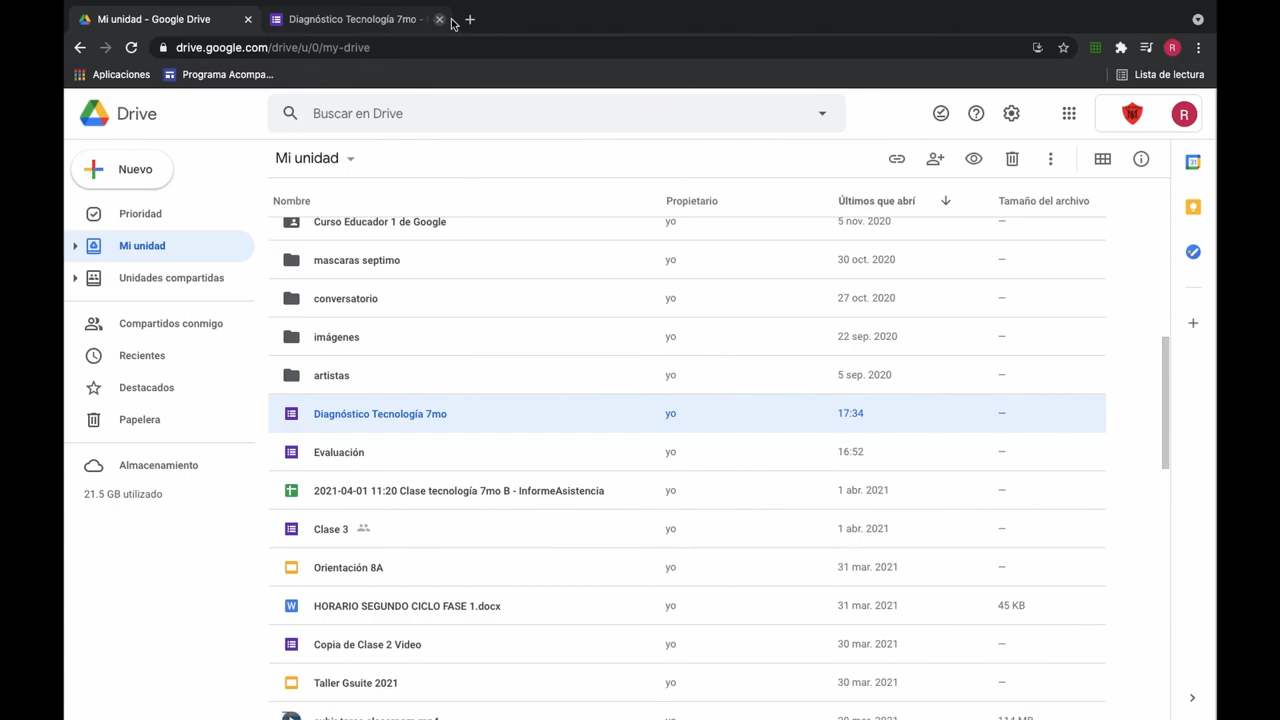 Mi unidad - Google Drive
Diagnóstico Tecnología 7mo -
drive.google.com/drive/u/0/my-drive
R
Aplicaciones
Programa Acompa...
Lista de lectura
Drive
Buscar en Drive
R
Nuevo
Mi unidad
Prioridad
Mi unidad
Unidades compartidas
Compartidos conmigo
Recientes
Destacados
Papelera
Almacenamiento
21.5 GB utilizado
Nombre Propietario Últimos que abrí Tamaño del archivo
Curso Educador 1 de Google yo 5 nov. 2020 —
mascaras septimo yo 30 oct. 2020 —
conversatorio yo 27 oct. 2020 —
imágenes yo 22 sep. 2020 —
artistas yo 5 sep. 2020 —
Diagnóstico Tecnología 7mo yo 17:34 —
Evaluación yo 16:52 —
2021-04-01 11:20 Clase tecnología 7mo B - InformeAsistencia yo 1 abr. 2021 —
Clase 3 yo 1 abr. 2021 —
Orientación 8A yo 31 mar. 2021 —
W HORARIO SEGUNDO CICLO FASE 1.docx yo 31 mar. 2021 45 KB
Copia de Clase 2 Video yo 30 mar. 2021 —
Taller Gsuite 2021 yo 30 mar. 2021 —
31